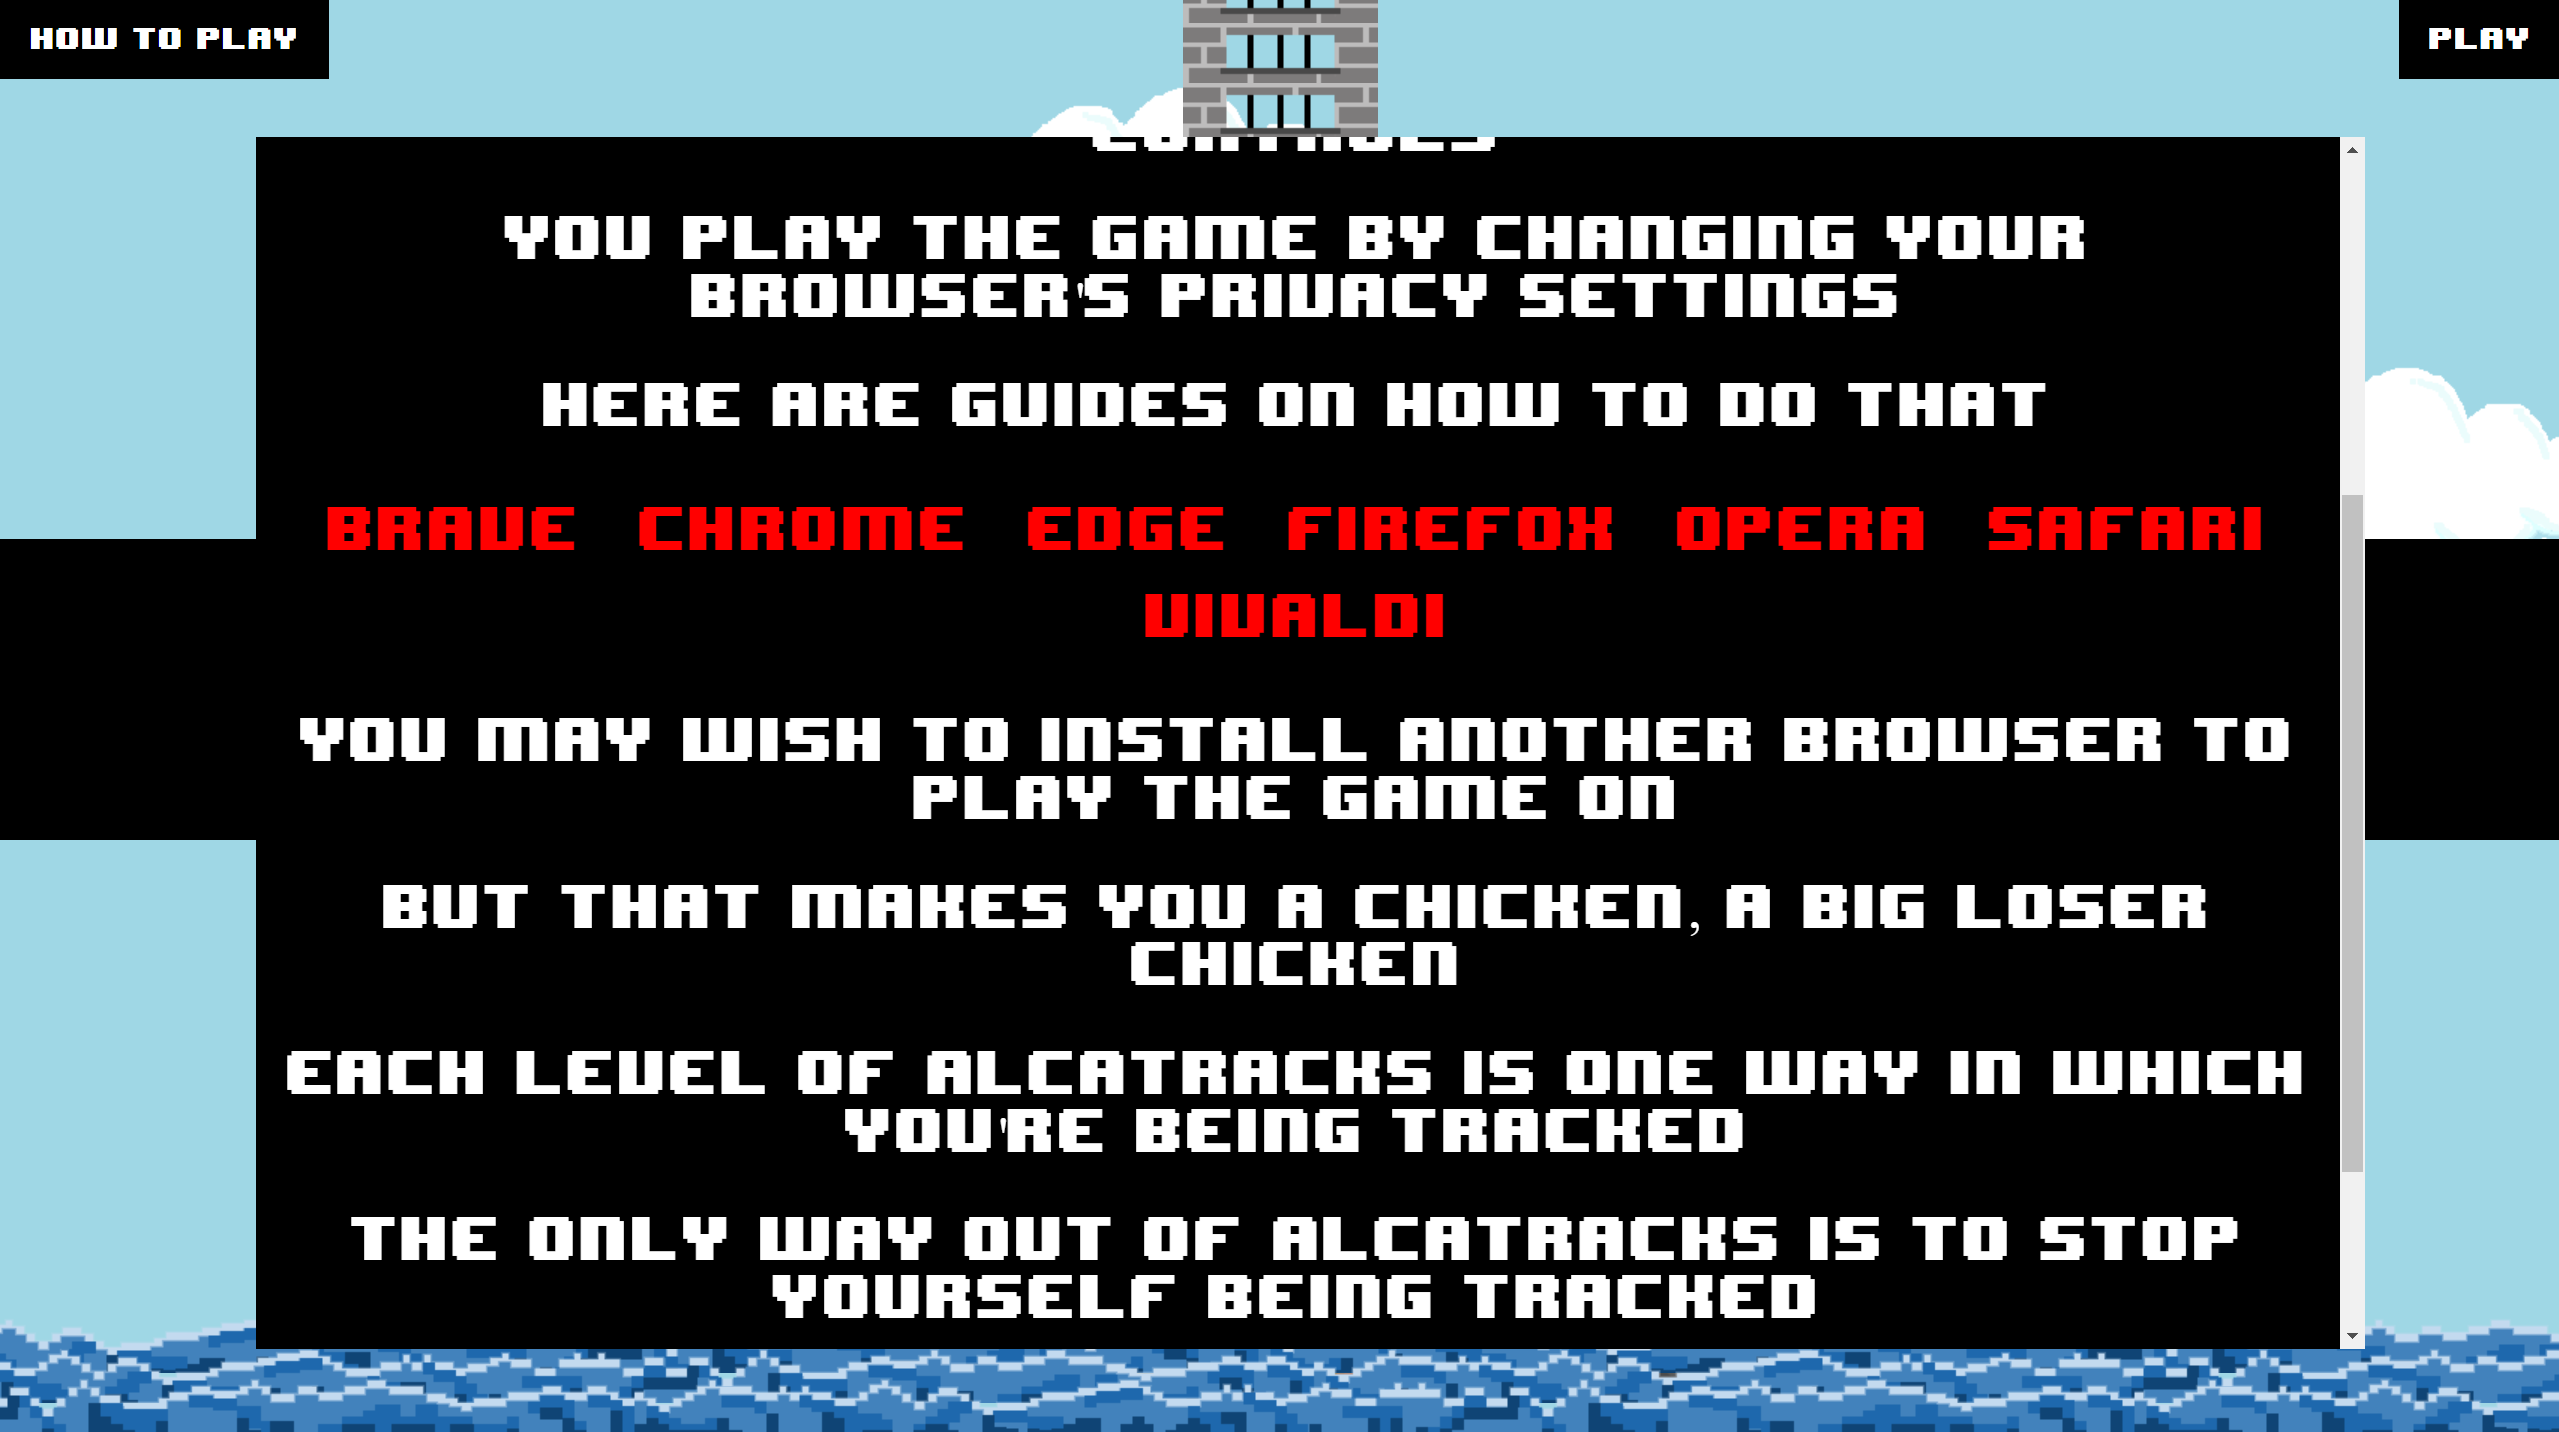 HOW TO PLAY
PLAY
YOU PLAY THE GAME BY CHANGING YOUR
BROWSER'S PRIVACY SETTINGS
HERE ARE GUIDES ON HOW TO DO THAT
BRAVE CHROME EDGE FIREFOX OPERA SAFARI
VIVALDI
YOU MAY WISH TO INSTALL ANOTHER BROWSER TO
PLAY THE GAME ON
BUT THAT MAKES YOU A CHICKEN, A BIG LOSER
CHICKEN
EACH LEVEL OF ALCATRACKS IS ONE WAY IN WHICH
YOU'RE BEING TRACKED
THE ONLY WAY OUT OF ALCATRACKS IS TO STOP
YOURSELF BEING TRACKED